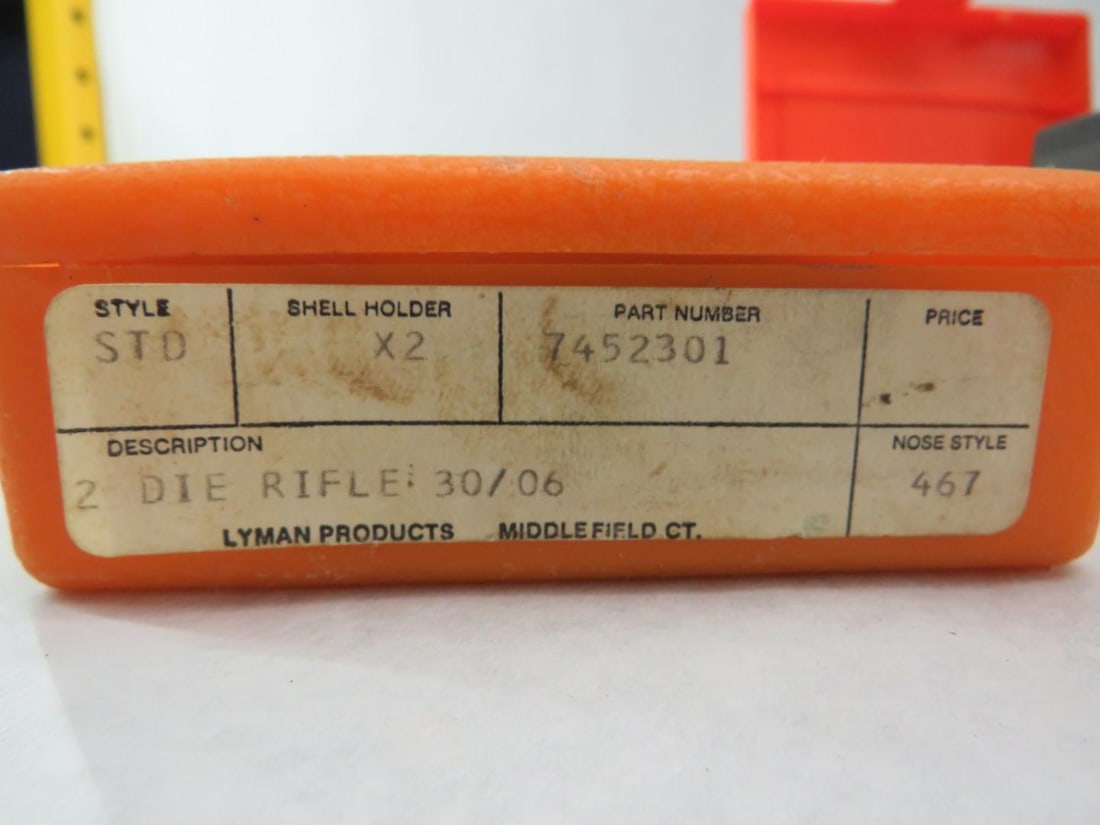 STYLE SHELL HOLDER PART NUMBER PRICE
STD X2 7452301
DESCRIPTION NOSE STYLE
2 DIE RIFLE: 30/06 467
LYMAN PRODUCTS MIDDLEFIELD CT.